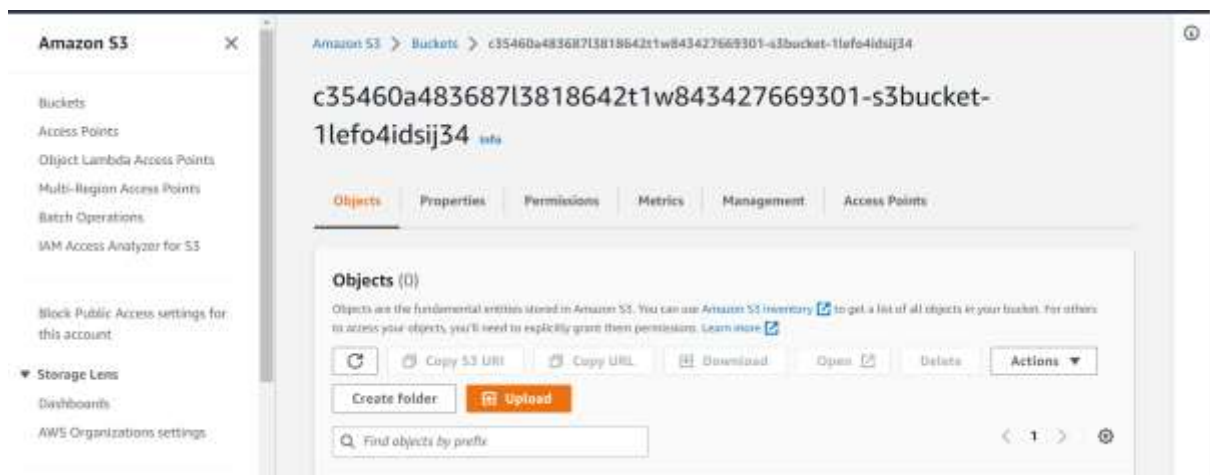 Amazon S3
Buckets
Access Points
Object Lambda Access Points
Multi-Region Access Points
Batch Operations
IAM Access Analyzer for S3
Block Public Access settings for
this account
Storage Lens
Dashboards
AWS Organizations settings
Amazon S3 > Buckets > c35460a483687l3818642t1w843427669301-s3bucket-1lefo4idsij34
c35460a483687l3818642t1w843427669301-s3bucket-
1lefo4idsij34 Info
Objects Properties Permissions Metrics Management Access Points
Objects (0)
Objects are the fundamental entities stored in Amazon S3. You can use Amazon S3 inventory to get a list of all objects in your bucket. For others
to access your objects, you'll need to explicitly grant them permissions. Learn more
Copy S3 URI Copy URL Download Open Delete Actions
Create folder Upload
Find objects by prefix
< 1 >